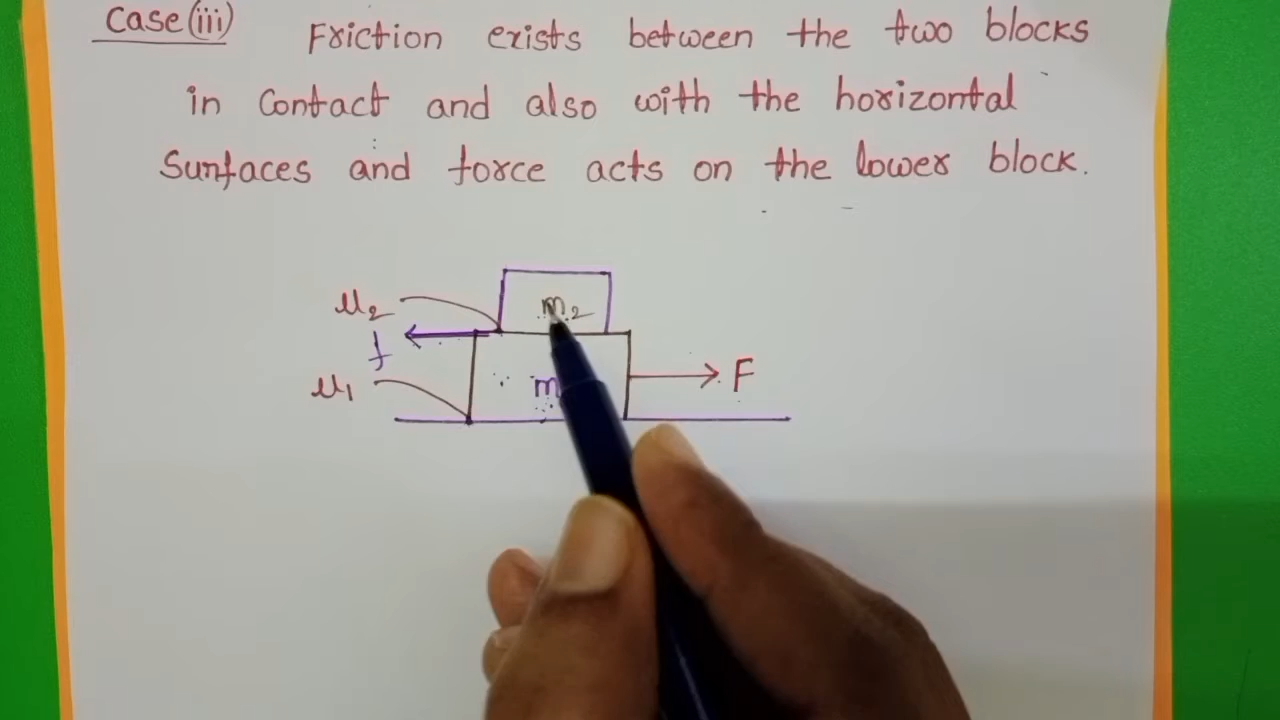 Case (iii) Friction exists between the two blocks
in contact and also with the horizontal
Surfaces and force acts on the lower block.
μ2
m2
f
μ1
m
F